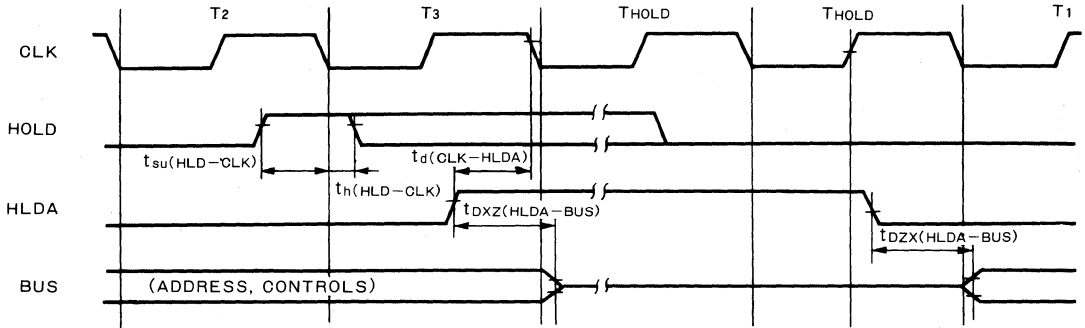 T2 T3 THOLD THOLD T1
CLK
HOLD
tsu(HLD-CLK) td(CLK-HLDA)
th(HLD-CLK)
HLDA
tDXZ(HLDA-BUS)
tDZX(HLDA-BUS)
BUS (ADDRESS, CONTROLS)